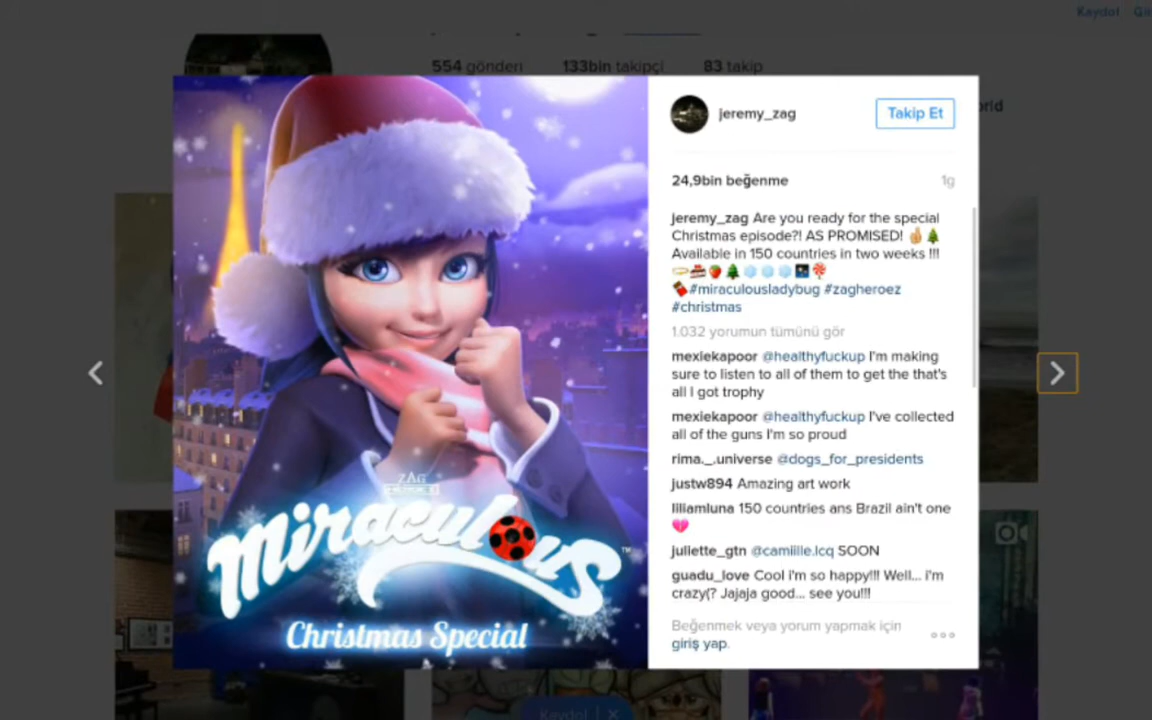 Kaydol
554 gönderi 133bin takipçi 83 takip
jeremy_zag
Takip Et
24,9bin beğenme
1g
jeremy_zag Are you ready for the special
Christmas episode?! AS PROMISED! ✌🏼🎄
Available in 150 countries in two weeks !!!
#miraculousladybug #zagheroez
#christmas
1.032 yorumun tümünü gör
mexiekapoor @healthyfuckup I'm making
sure to listen to all of them to get the that's
all I got trophy
mexiekapoor @healthyfuckup I've collected
all of the guns I'm so proud
rima._.universe @dogs_for_presidents
justw894 Amazing art work
liliamluna 150 countries ans Brazil ain't one
💔
juliette_gtn @camiille.lcq SOON
guadu_love Cool i'm so happy!!! Well... i'm
crazy(? Jajaja good... see you!!!
Beğenmek veya yorum yapmak için
giriş yap.
ZAG
Miraculous™
Christmas Special
Kaydol